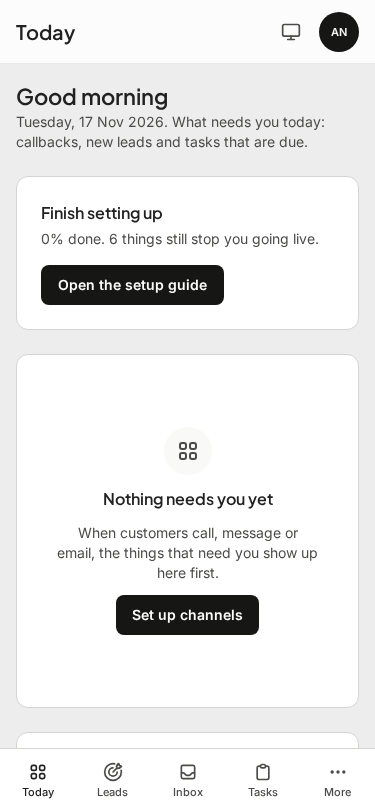 Today
AN
Good morning
Tuesday, 17 Nov 2026. What needs you today:
callbacks, new leads and tasks that are due.
Finish setting up
0% done. 6 things still stop you going live.
Open the setup guide
Nothing needs you yet
When customers call, message or
email, the things that need you show up
here first.
Set up channels
Today
Leads
Inbox
Tasks
More